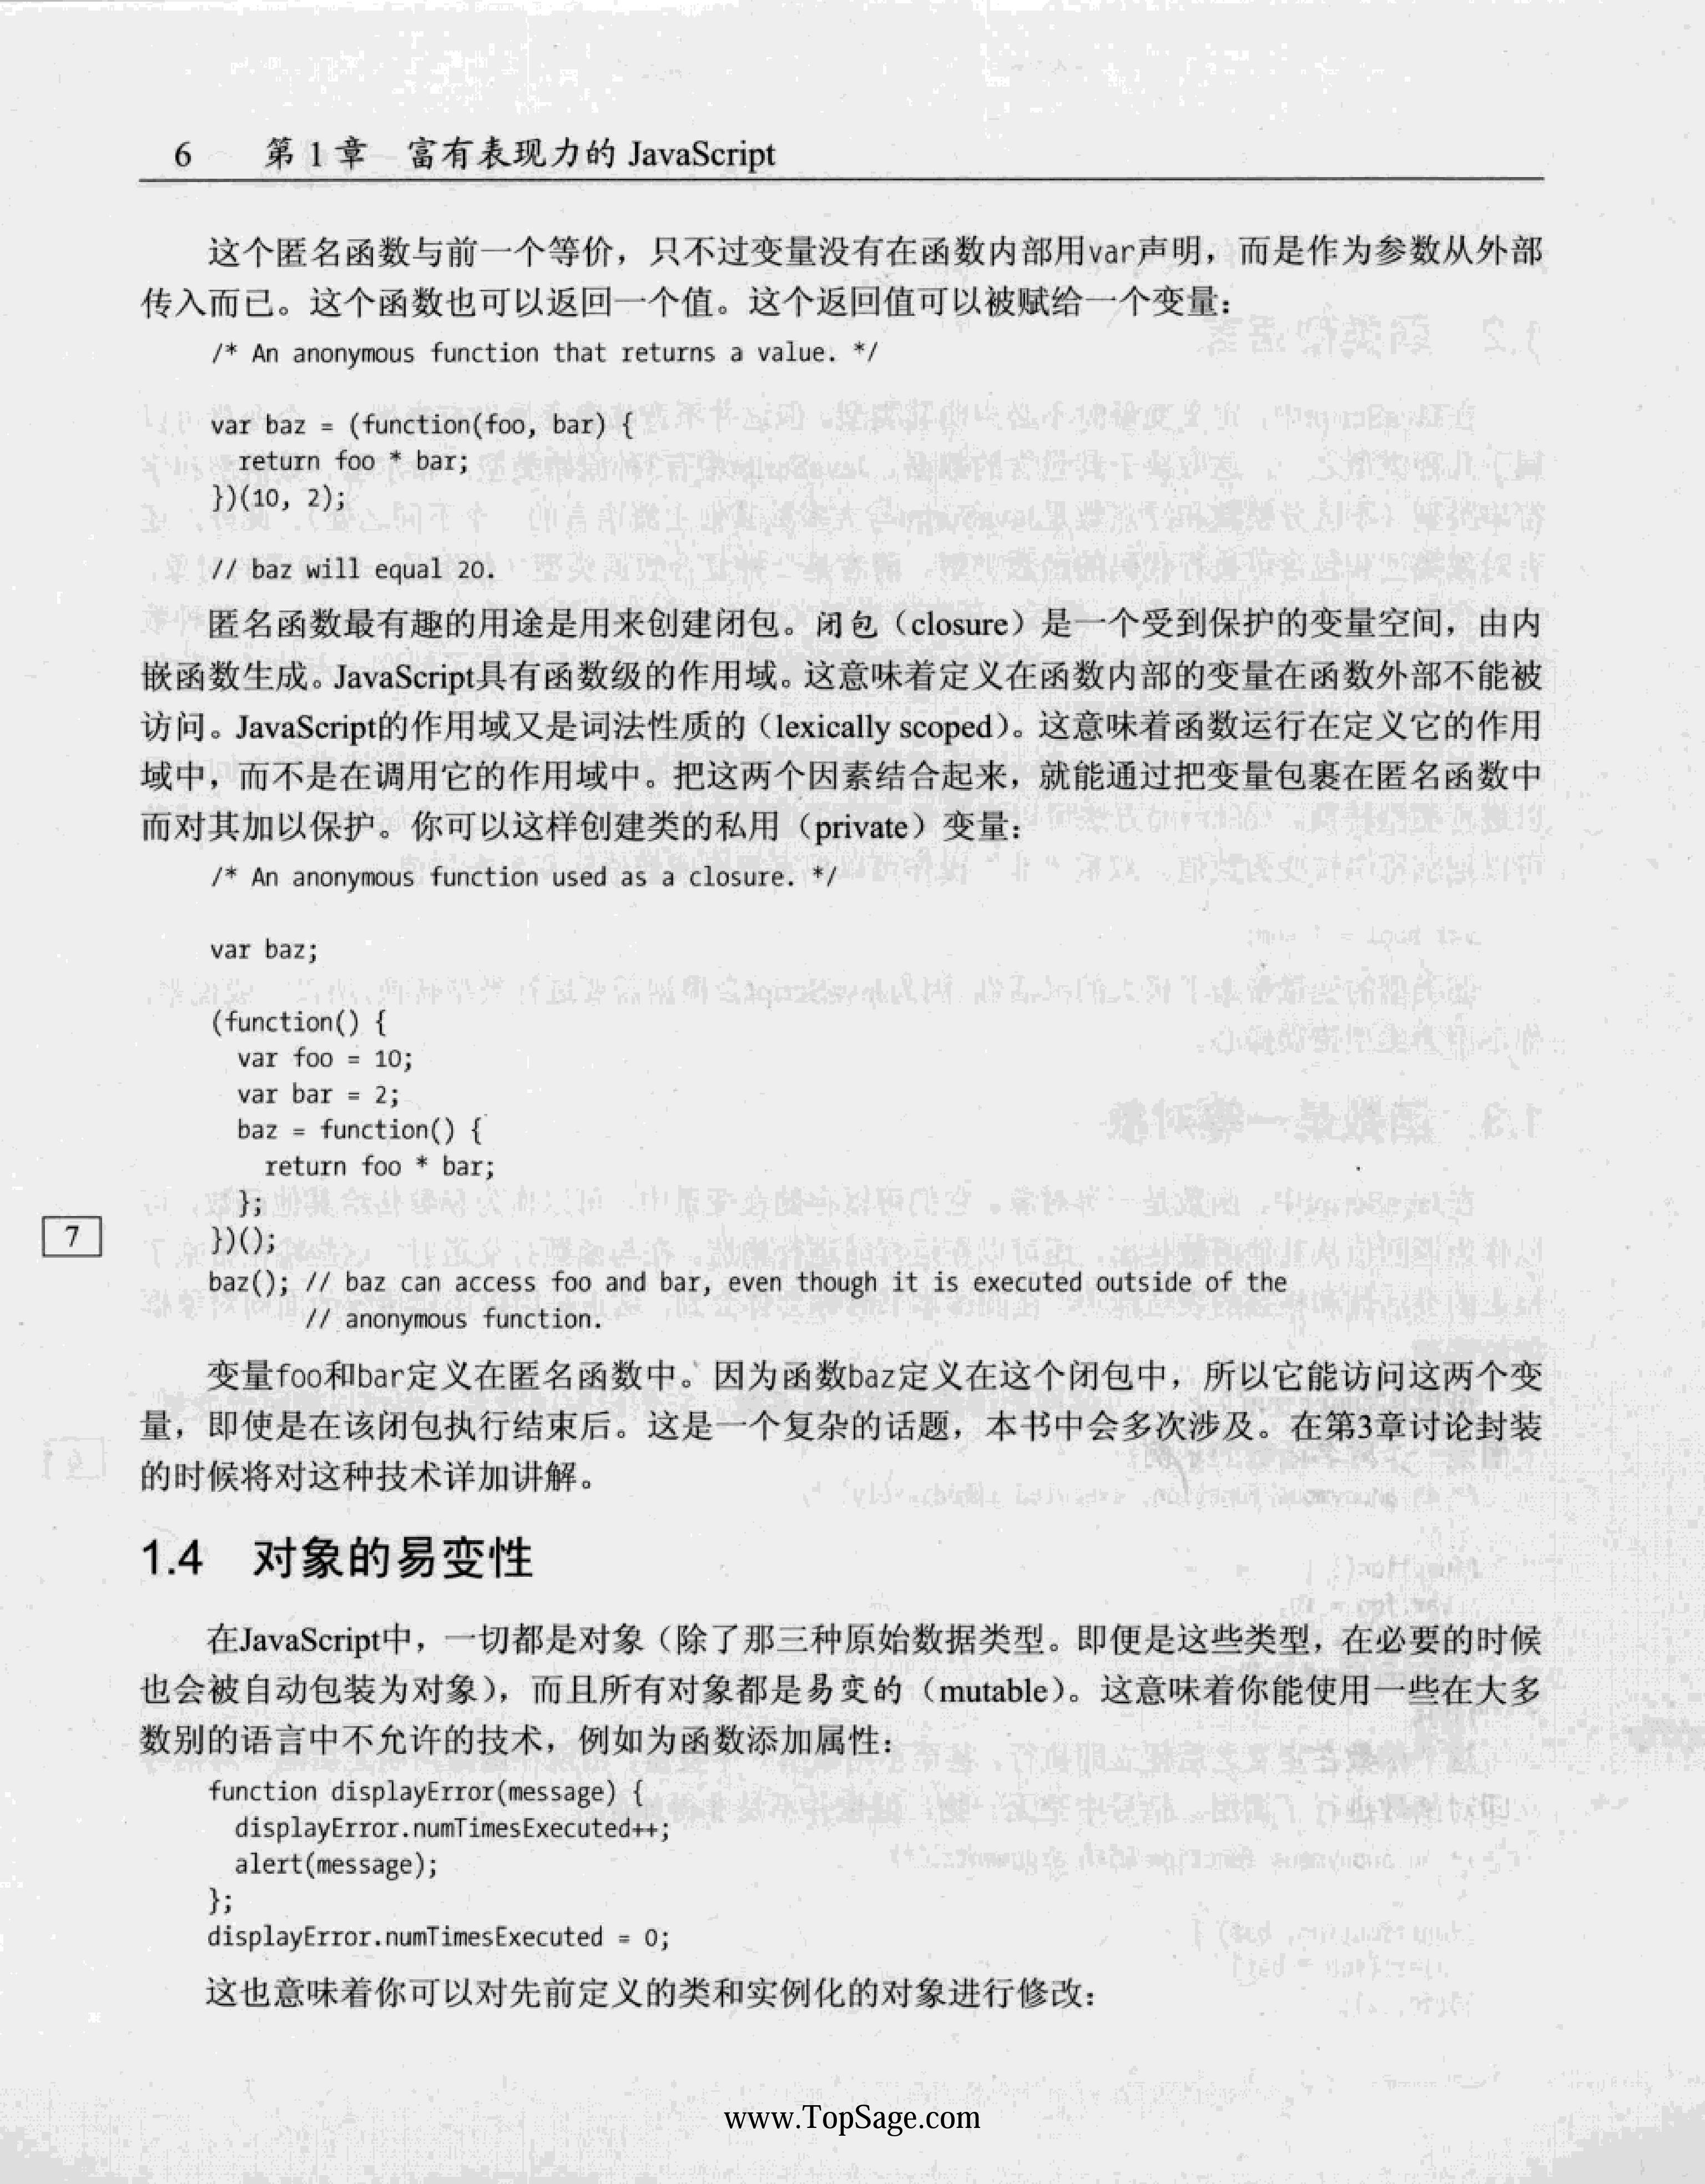 6 第 1 章 富有表现力的 JavaScript
这个匿名函数与前一个等价，只不过变量没有在函数内部用var声明，而是作为参数从外部
传入而已。这个函数也可以返回一个值。这个返回值可以被赋给一个变量：
/* An anonymous function that returns a value. */
var baz = (function(foo, bar) {
return foo * bar;
})(10, 2);
// baz will equal 20.
匿名函数最有趣的用途是用来创建闭包。闭包（closure）是一个受到保护的变量空间，由内
嵌函数生成。JavaScript具有函数级的作用域。这意味着定义在函数内部的变量在函数外部不能被
访问。JavaScript的作用域又是词法性质的（lexically scoped）。这意味着函数运行在定义它的作用
域中，而不是在调用它的作用域中。把这两个因素结合起来，就能通过把变量包裹在匿名函数中
而对其加以保护。你可以这样创建类的私用（private）变量：
/* An anonymous function used as a closure. */
var baz;
(function() {
var foo = 10;
var bar = 2;
baz = function() {
return foo * bar;
};
7
})();
baz(); // baz can access foo and bar, even though it is executed outside of the
// anonymous function.
变量foo和bar定义在匿名函数中。因为函数baz定义在这个闭包中，所以它能访问这两个变
量，即使是在该闭包执行结束后。这是一个复杂的话题，本书中会多次涉及。在第3章讨论封装
的时候将对这种技术详加讲解。
1.4 对象的易变性
在JavaScript中，一切都是对象（除了那三种原始数据类型。即便是这些类型，在必要的时候
也会被自动包装为对象），而且所有对象都是易变的（mutable）。这意味着你能使用一些在大多
数别的语言中不允许的技术，例如为函数添加属性：
function displayError(message) {
displayError.numTimesExecuted++;
alert(message);
};
displayError.numTimesExecuted = 0;
这也意味着你可以对先前定义的类和实例化的对象进行修改：
www.TopSage.com